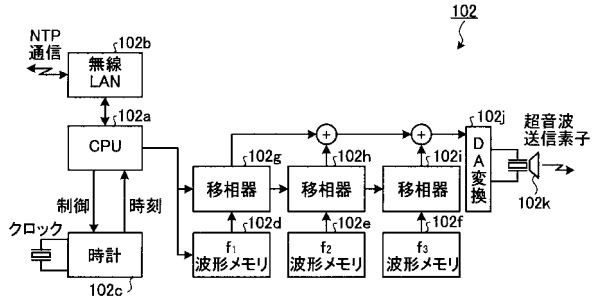 102
NTP
通信
102b
無線
LAN
102a
CPU
制御
時刻
クロック
時計
102c
102g
移相器
102h
移相器
102i
移相器
102d
f1
波形メモリ
102e
f2
波形メモリ
102f
f3
波形メモリ
+
+
102j
DA変換
超音波
送信素子
102k